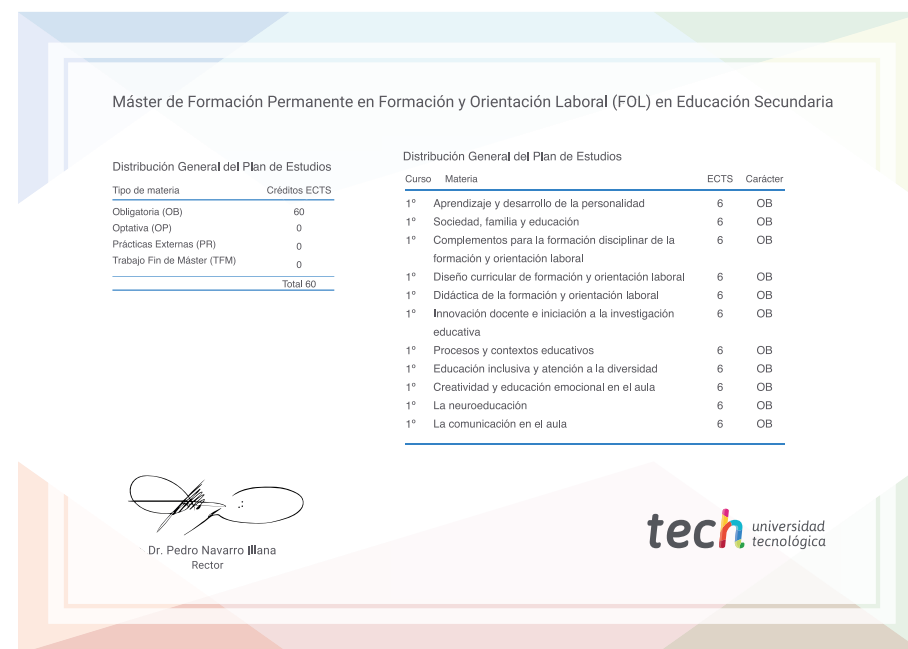 Máster de Formación Permanente en Formación y Orientación Laboral (FOL) en Educación Secundaria
Distribución General del Plan de Estudios
Tipo de materia Créditos ECTS
Obligatoria (OB) 60
Optativa (OP) 0
Prácticas Externas (PR) 0
Trabajo Fin de Máster (TFM) 0
Total 60
Distribución General del Plan de Estudios
Curso Materia ECTS Carácter
1º Aprendizaje y desarrollo de la personalidad 6 OB
1º Sociedad, familia y educación 6 OB
1º Complementos para la formación disciplinar de la 6 OB
formación y orientación laboral
1º Diseño curricular de formación y orientación laboral 6 OB
1º Didáctica de la formación y orientación laboral 6 OB
1º Innovación docente e iniciación a la investigación 6 OB
educativa
1º Procesos y contextos educativos 6 OB
1º Educación inclusiva y atención a la diversidad 6 OB
1º Creatividad y educación emocional en el aula 6 OB
1º La neuroeducación 6 OB
1º La comunicación en el aula 6 OB
Dr. Pedro Navarro Illana
Rector
tech universidad
tecnológica